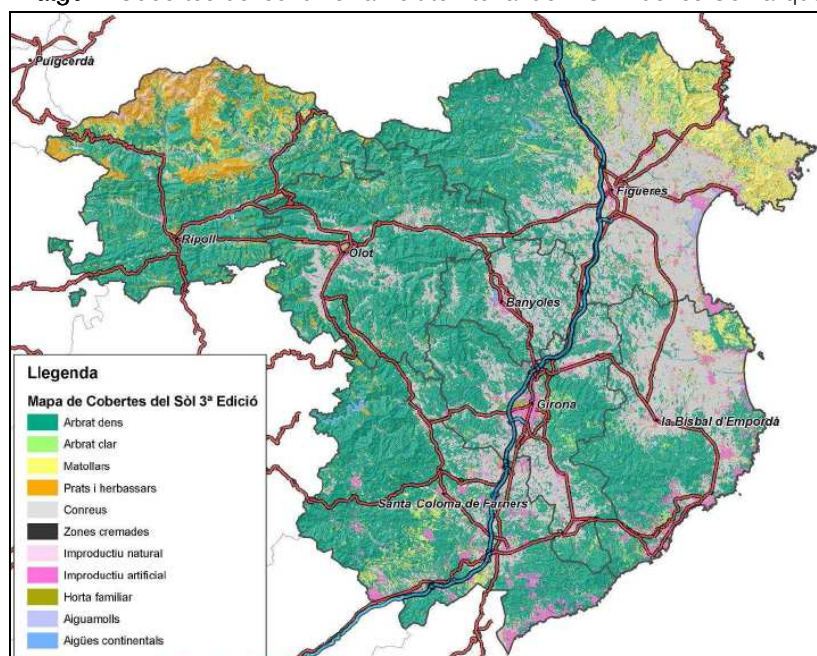 Puigcerdà
Figueres
Ripoll
Olot
Banyoles
Girona
la Bisbal d'Empordà
Santa Coloma de Farners
Llegenda
Mapa de Cobertes del Sòl 3ª Edició
Arbrat dens
Arbrat clar
Matollars
Prats i herbassars
Conreus
Zones cremades
Improductiu natural
Improductiu artificial
Horta familiar
Aiguamolls
Aigües continentals